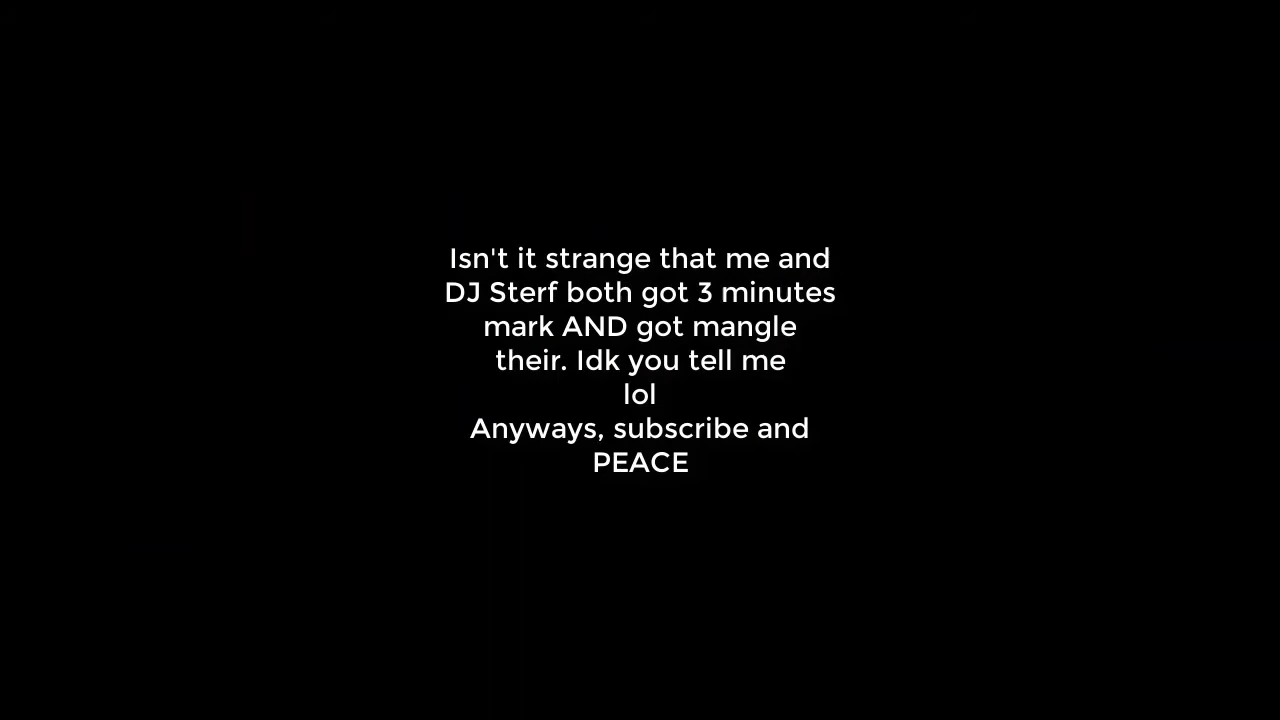 Isn't it strange that me and
DJ Sterf both got 3 minutes
mark AND got mangle
their. Idk you tell me
lol
Anyways, subscribe and
PEACE